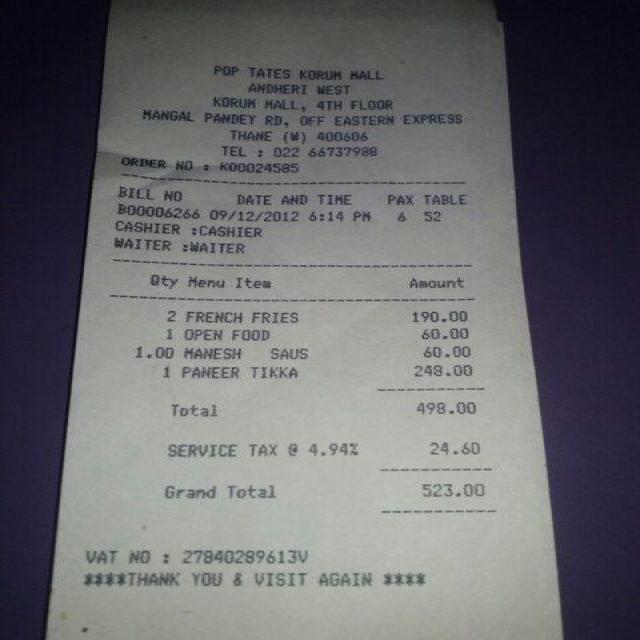 POP TATES KORUM MALL
ANDHERI WEST
KORUM MALL, 4TH FLOOR
MANGAL PANDEY RD, OFF EASTERN EXPRESS
THANE (W) 400606
TEL : 022 66737988
ORDER NO : K00024585
BILL NO DATE AND TIME PAX TABLE
B00006266 09/12/2012 6:14 PM 6 52
CASHIER :CASHIER
WAITER :WAITER
Qty Menu Item Amount
2 FRENCH FRIES 190.00
1 OPEN FOOD 60.00
1.00 MANESH SAUS 60.00
1 PANEER TIKKA 248.00
Total 498.00
SERVICE TAX @ 4.94% 24.60
Grand Total 523.00
VAT NO : 27840289613V
****THANK YOU & VISIT AGAIN ****